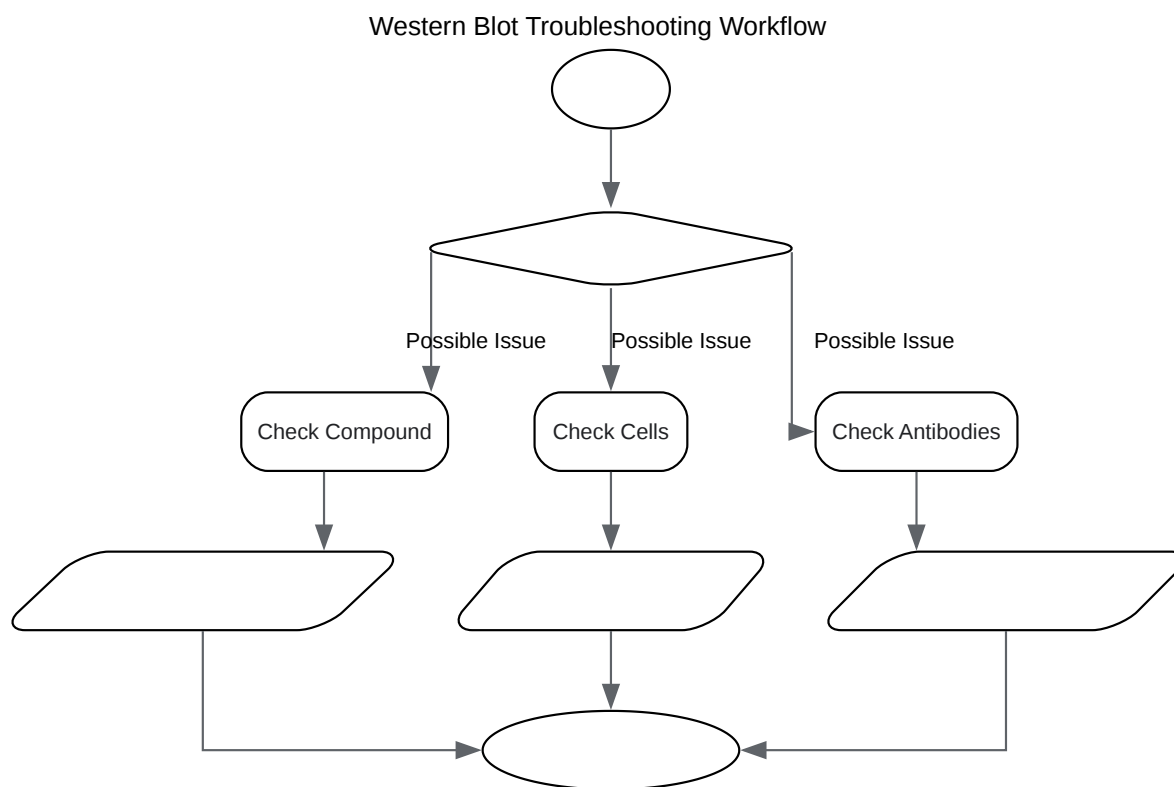 Western Blot Troubleshooting Workflow
Possible Issue
Possible Issue
Possible Issue
Check Compound
Check Cells
Check Antibodies